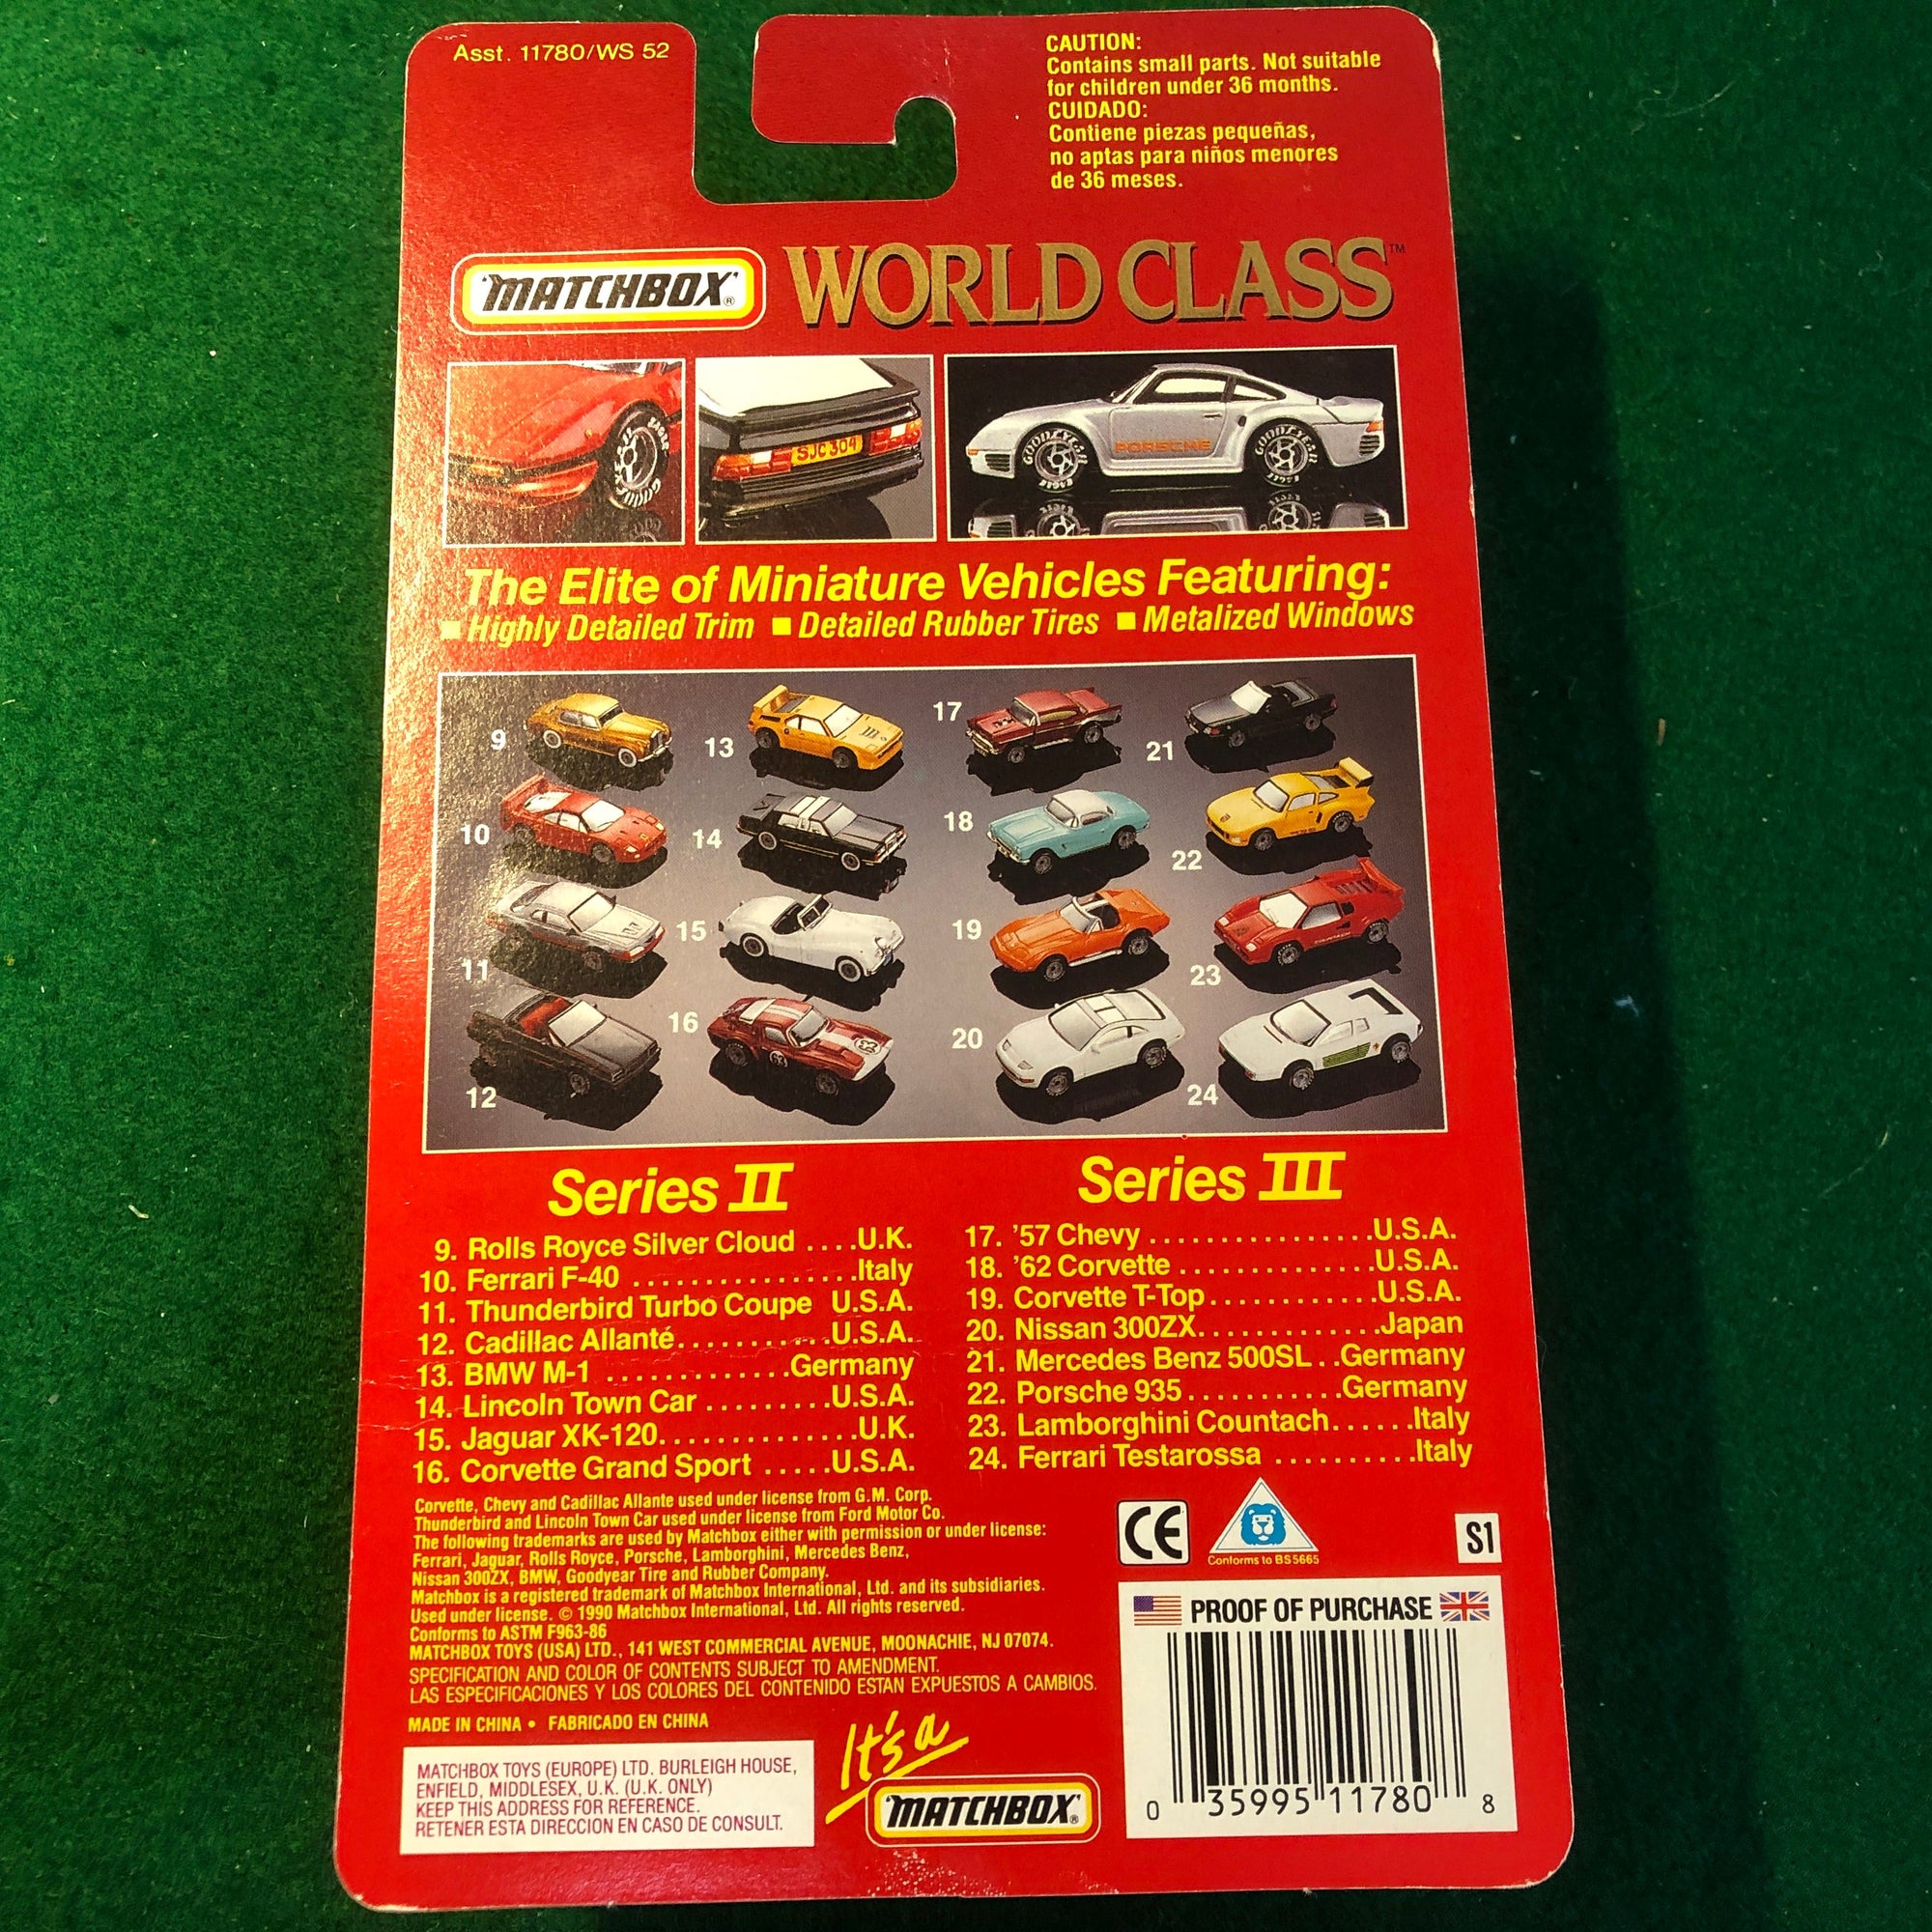 Asst. 11780/WS 52
CAUTION:
Contains small parts. Not suitable
for children under 36 months.
CUIDADO:
Contiene piezas pequeñas,
no aptas para niños menores
de 36 meses.
MATCHBOX® WORLD CLASS™
GOODYEAR
EAGLE
SJC 304
PORSCHE
The Elite of Miniature Vehicles Featuring:
■ Highly Detailed Trim ■ Detailed Rubber Tires ■ Metalized Windows
9
13
17
21
10
14
18
22
11
15
19
23
12
16
20
24
63
Series II
9. Rolls Royce Silver Cloud ....U.K.
10. Ferrari F-40 ................Italy
11. Thunderbird Turbo Coupe U.S.A.
12. Cadillac Allanté...........U.S.A.
13. BMW M-1 .............Germany
14. Lincoln Town Car .........U.S.A.
15. Jaguar XK-120..............U.K.
16. Corvette Grand Sport .....U.S.A.
Series III
17. '57 Chevy ................U.S.A.
18. '62 Corvette ..............U.S.A.
19. Corvette T-Top............U.S.A.
20. Nissan 300ZX.............Japan
21. Mercedes Benz 500SL..Germany
22. Porsche 935...........Germany
23. Lamborghini Countach......Italy
24. Ferrari Testarossa ..........Italy
Corvette, Chevy and Cadillac Allante used under license from G.M. Corp.
Thunderbird and Lincoln Town Car used under license from Ford Motor Co.
The following trademarks are used by Matchbox either with permission or under license:
Ferrari, Jaguar, Rolls Royce, Porsche, Lamborghini, Mercedes Benz,
Nissan 300ZX, BMW, Goodyear Tire and Rubber Company.
Matchbox is a registered trademark of Matchbox International, Ltd. and its subsidiaries.
Used under license. © 1990 Matchbox International, Ltd. All rights reserved.
Conforms to ASTM F963-86
MATCHBOX TOYS (USA) LTD., 141 WEST COMMERCIAL AVENUE, MOONACHIE, NJ 07074.
SPECIFICATION AND COLOR OF CONTENTS SUBJECT TO AMENDMENT.
LAS ESPECIFICACIONES Y LOS COLORES DEL CONTENIDO ESTAN EXPUESTOS A CAMBIOS.
MADE IN CHINA • FABRICADO EN CHINA
MATCHBOX TOYS (EUROPE) LTD. BURLEIGH HOUSE,
ENFIELD, MIDDLESEX, U.K. (U.K. ONLY)
KEEP THIS ADDRESS FOR REFERENCE.
RETENER ESTA DIRECCION EN CASO DE CONSULT.
It's a
MATCHBOX®
CE
Conforms to BS 5665
S1
PROOF OF PURCHASE
0 35995 11780 8